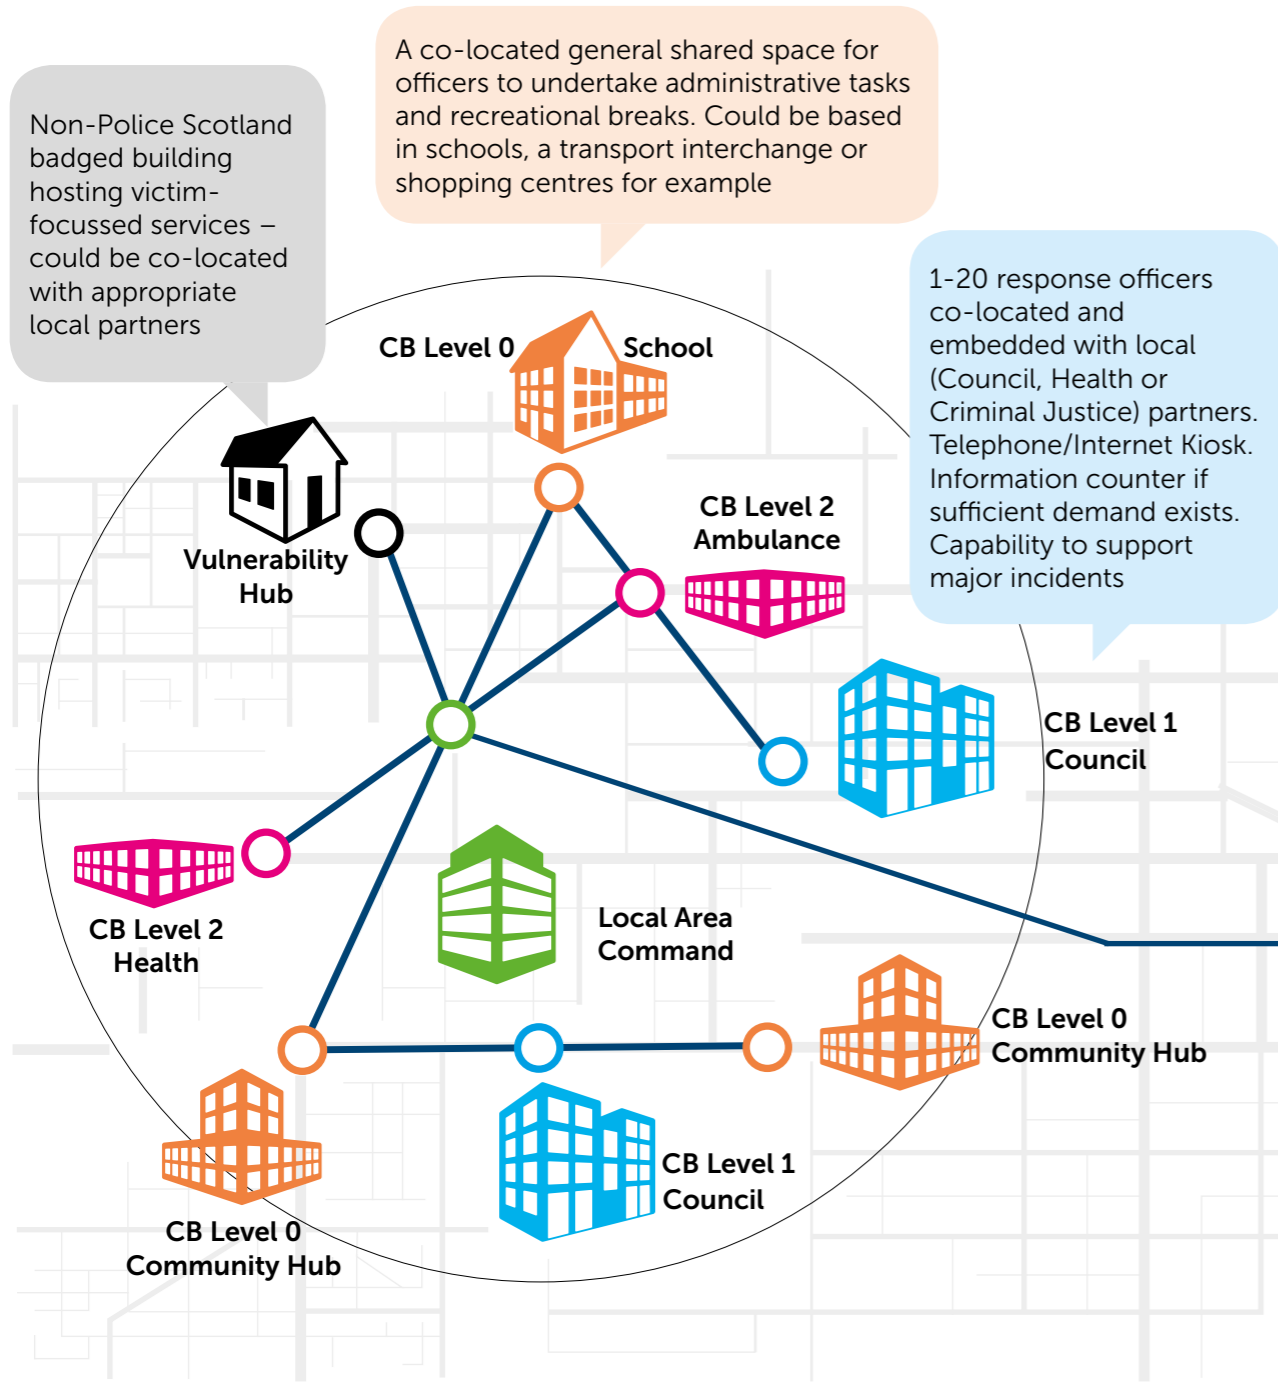 A co-located general shared space for
officers to undertake administrative tasks
and recreational breaks. Could be based
in schools, a transport interchange or
shopping centres for example
Non-Police Scotland
badged building
hosting victim-
focussed services –
could be co-located
with appropriate
local partners
1-20 response officers
co-located and
embedded with local
(Council, Health or
Criminal Justice) partners.
Telephone/Internet Kiosk.
Information counter if
sufficient demand exists.
Capability to support
major incidents
CB Level 0
School
CB Level 2
Ambulance
Vulnerability
Hub
CB Level 1
Council
CB Level 2
Health
Local Area
Command
CB Level 0
Community Hub
CB Level 1
Council
CB Level 0
Community Hub